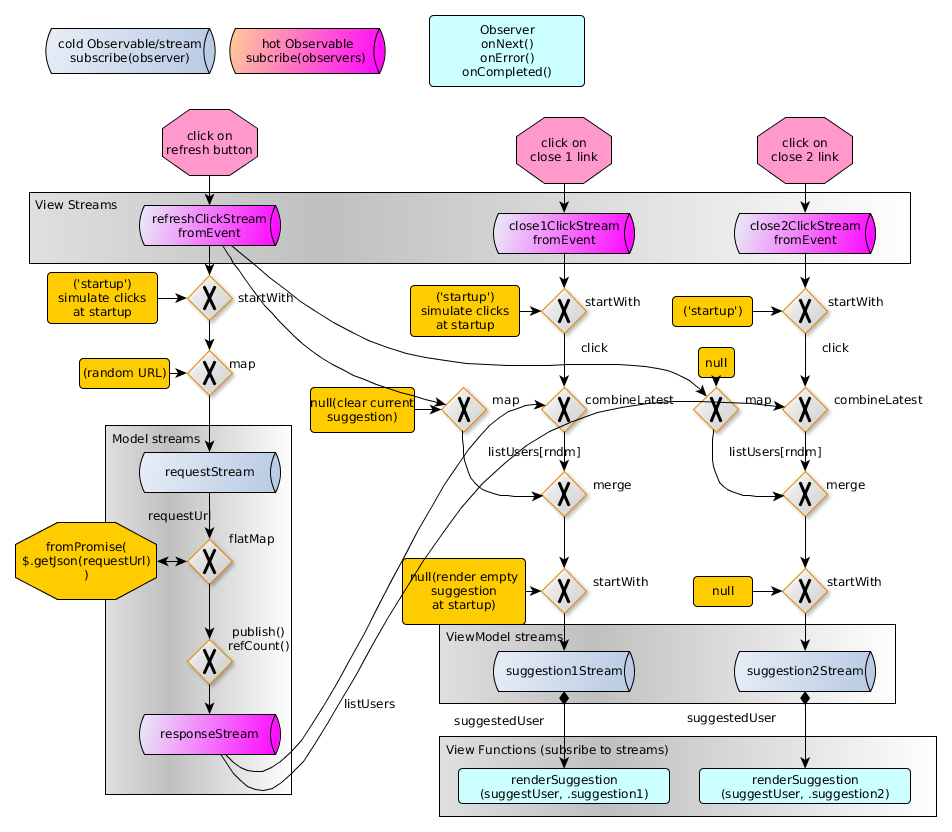 cold Observable/stream
subscribe(observer)
hot Observable
subcribe(observers)
Observer
onNext()
onError()
onCompleted()
click on
refresh button
click on
close 1 link
click on
close 2 link
View Streams
refreshClickStream
fromEvent
close1ClickStream
fromEvent
close2ClickStream
fromEvent
('startup')
simulate clicks
at startup
startWith
('startup')
simulate clicks
at startup
startWith
('startup')
startWith
click
click
(random URL)
map
null
null(clear current
suggestion)
map
combineLatest
map
combineLatest
Model streams
requestStream
listUsers[rndm]
listUsers[rndm]
merge
merge
requestUrl
flatMap
fromPromise(
$.getJson(requestUrl)
)
null(render empty
suggestion
at startup)
startWith
null
startWith
publish()
refCount()
ViewModel streams
suggestion1Stream
suggestion2Stream
listUsers
responseStream
suggestedUser
suggestedUser
View Functions (subsribe to streams)
renderSuggestion
(suggestUser, .suggestion1)
renderSuggestion
(suggestUser, .suggestion2)